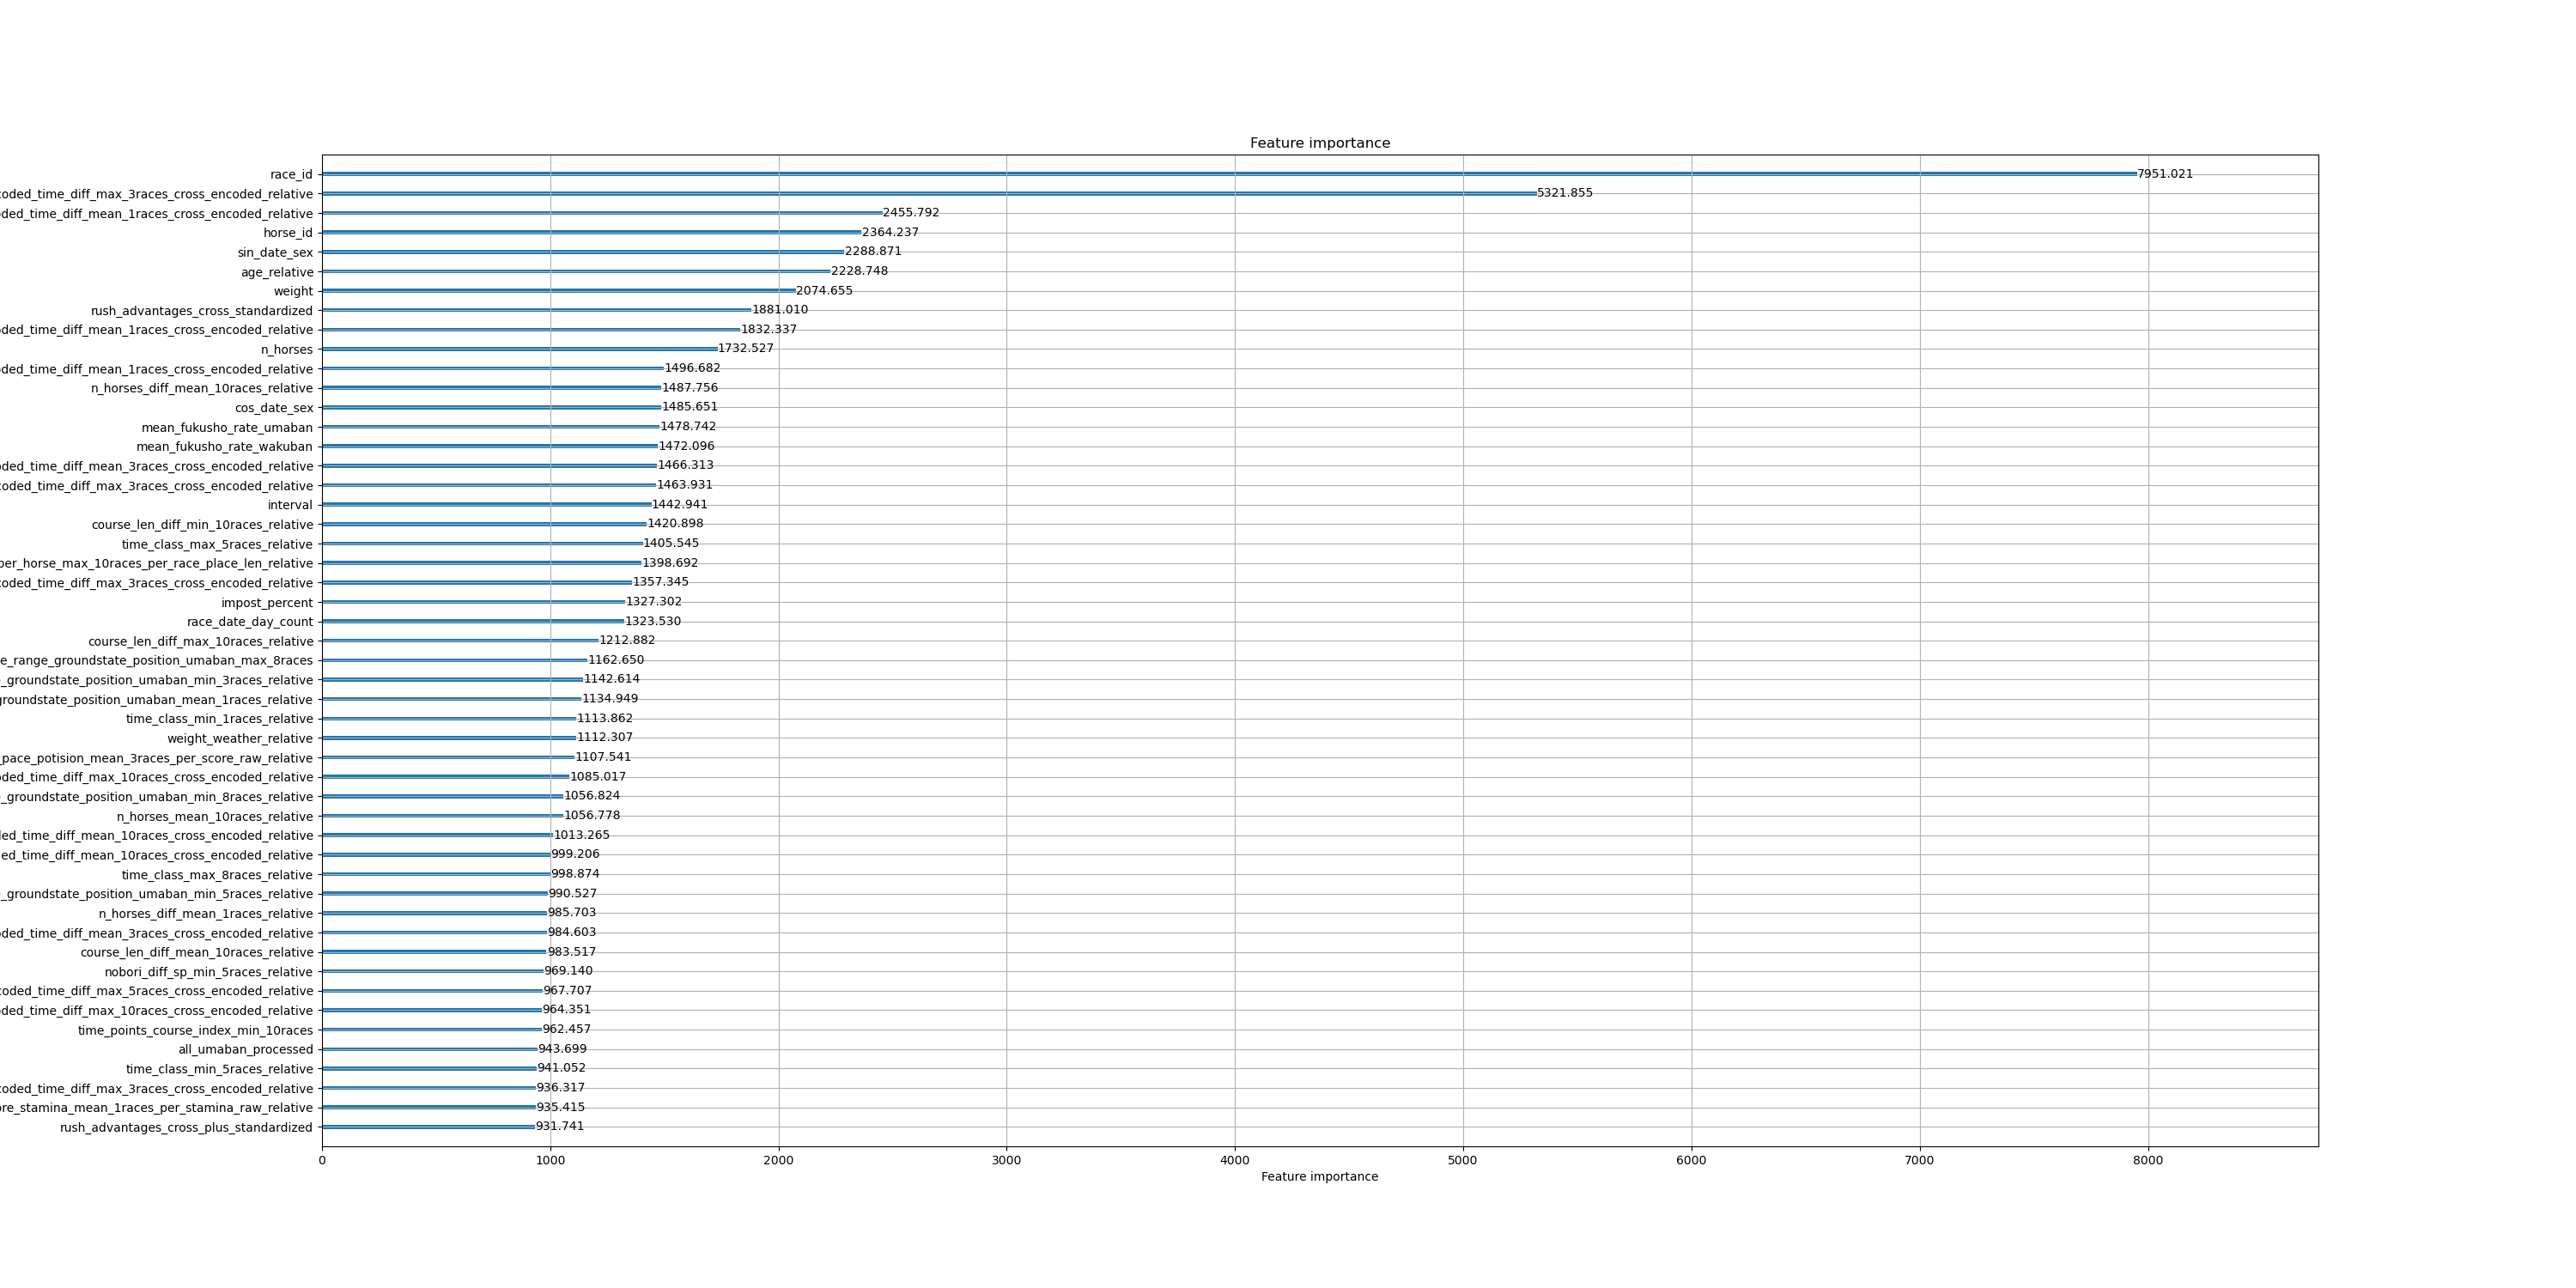 Feature importance
race_id 7951.021
coded_time_diff_max_3races_cross_encoded_relative 5321.855
ded_time_diff_mean_1races_cross_encoded_relative 2455.792
horse_id 2364.237
sin_date_sex 2288.871
age_relative 2228.748
weight 2074.655
rush_advantages_cross_standardized 1881.010
ded_time_diff_mean_1races_cross_encoded_relative 1832.337
n_horses 1732.527
ded_time_diff_mean_1races_cross_encoded_relative 1496.682
n_horses_diff_mean_10races_relative 1487.756
cos_date_sex 1485.651
mean_fukusho_rate_umaban 1478.742
mean_fukusho_rate_wakuban 1472.096
ded_time_diff_mean_3races_cross_encoded_relative 1466.313
coded_time_diff_max_3races_cross_encoded_relative 1463.931
interval 1442.941
course_len_diff_min_10races_relative 1420.898
time_class_max_5races_relative 1405.545
per_horse_max_10races_per_race_place_len_relative 1398.692
coded_time_diff_max_3races_cross_encoded_relative 1357.345
impost_percent 1327.302
race_date_day_count 1323.530
course_len_diff_max_10races_relative 1212.882
e_range_groundstate_position_umaban_max_8races 1162.650
_groundstate_position_umaban_min_3races_relative 1142.614
groundstate_position_umaban_mean_1races_relative 1134.949
time_class_min_1races_relative 1113.862
weight_weather_relative 1112.307
_pace_potision_mean_3races_per_score_raw_relative 1107.541
ded_time_diff_max_10races_cross_encoded_relative 1085.017
_groundstate_position_umaban_min_8races_relative 1056.824
n_horses_mean_10races_relative 1056.778
led_time_diff_mean_10races_cross_encoded_relative 1013.265
ed_time_diff_mean_10races_cross_encoded_relative 999.206
time_class_max_8races_relative 998.874
_groundstate_position_umaban_min_5races_relative 990.527
n_horses_diff_mean_1races_relative 985.703
ded_time_diff_mean_3races_cross_encoded_relative 984.603
course_len_diff_mean_10races_relative 983.517
nobori_diff_sp_min_5races_relative 969.140
coded_time_diff_max_5races_cross_encoded_relative 967.707
ded_time_diff_max_10races_cross_encoded_relative 964.351
time_points_course_index_min_10races 962.457
all_umaban_processed 943.699
time_class_min_5races_relative 941.052
coded_time_diff_max_3races_cross_encoded_relative 936.317
ore_stamina_mean_1races_per_stamina_raw_relative 935.415
rush_advantages_cross_plus_standardized 931.741
0 1000 2000 3000 4000 5000 6000 7000 8000
Feature importance